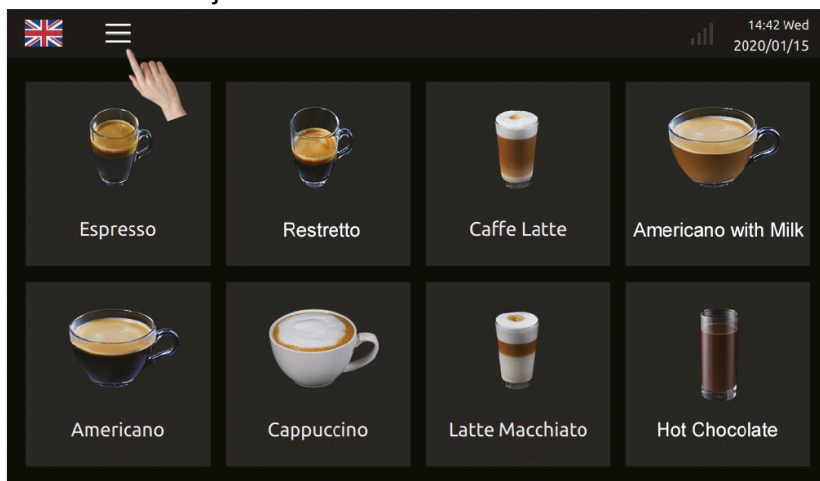 14:42 Wed
2020/01/15
Espresso
Restretto
Caffe Latte
Americano with Milk
Americano
Cappuccino
Latte Macchiato
Hot Chocolate